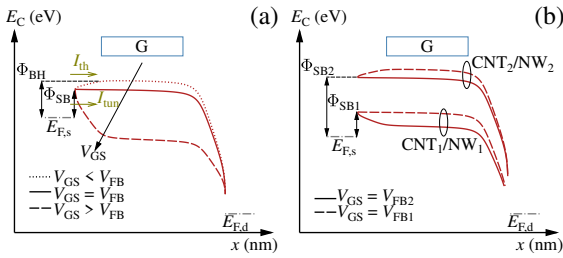 E_C (eV)
(a)
G
I_th
Φ_BH
Φ_SB
I_tun
E_F,s
V_GS
V_GS < V_FB
V_GS = V_FB
V_GS > V_FB
E_F,d
x (nm)
E_C (eV)
(b)
G
CNT_2/NW_2
Φ_SB2
Φ_SB1
E_F,s
CNT_1/NW_1
V_GS = V_FB2
V_GS = V_FB1
E_F,d
x (nm)